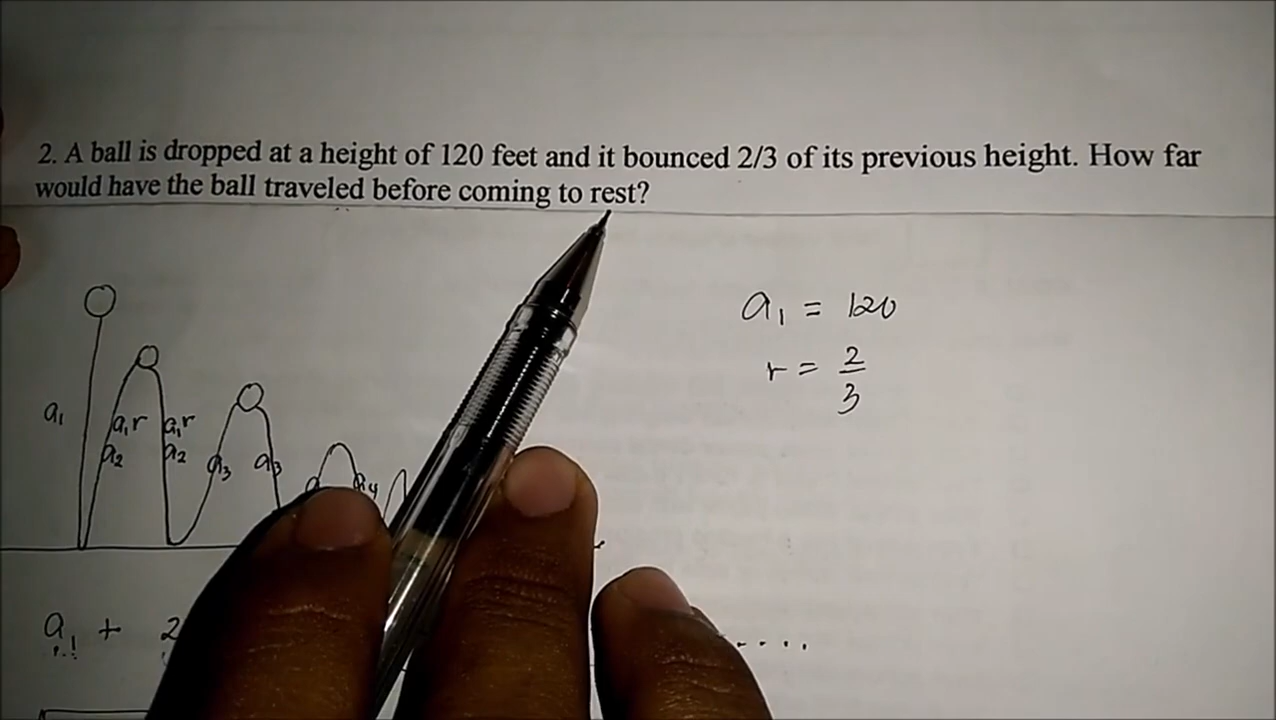 2. A ball is dropped at a height of 120 feet and it bounced 2/3 of its previous height. How far
would have the ball traveled before coming to rest?
a₁ = 120
r = 2/3
a₁ a₁r a₁r
a₂ a₂ a₃ a₃ a₄
a₁ + 2
. . . .